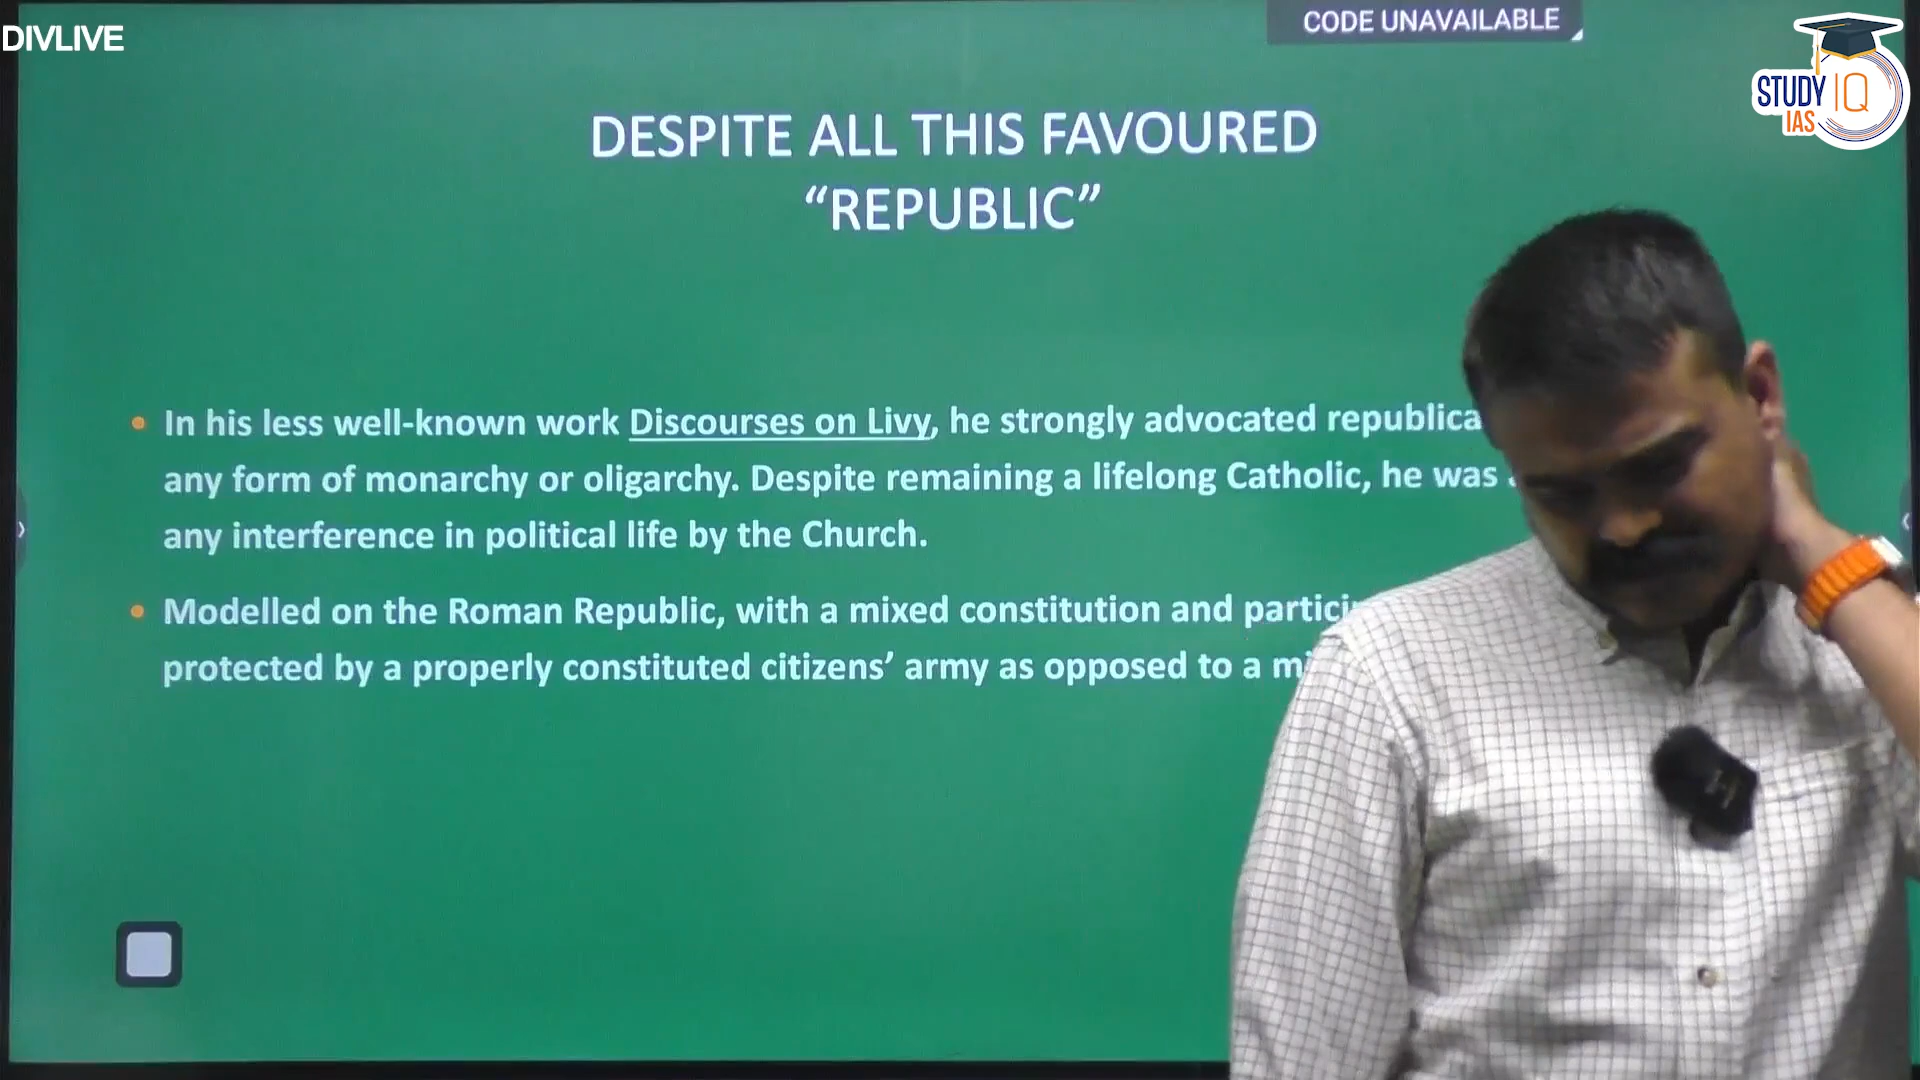 DIVLIVE
CODE UNAVAILABLE
STUDY IQ
IAS
DESPITE ALL THIS FAVOURED
“REPUBLIC”
In his less well-known work Discourses on Livy, he strongly advocated
any form of monarchy or oligarchy. Despite remaining a lifelong Catholic, he was
any interference in political life by the Church.
Modelled on the Roman Republic, with a mixed constitution and
protected by a properly constituted citizens’ army as opposed to a